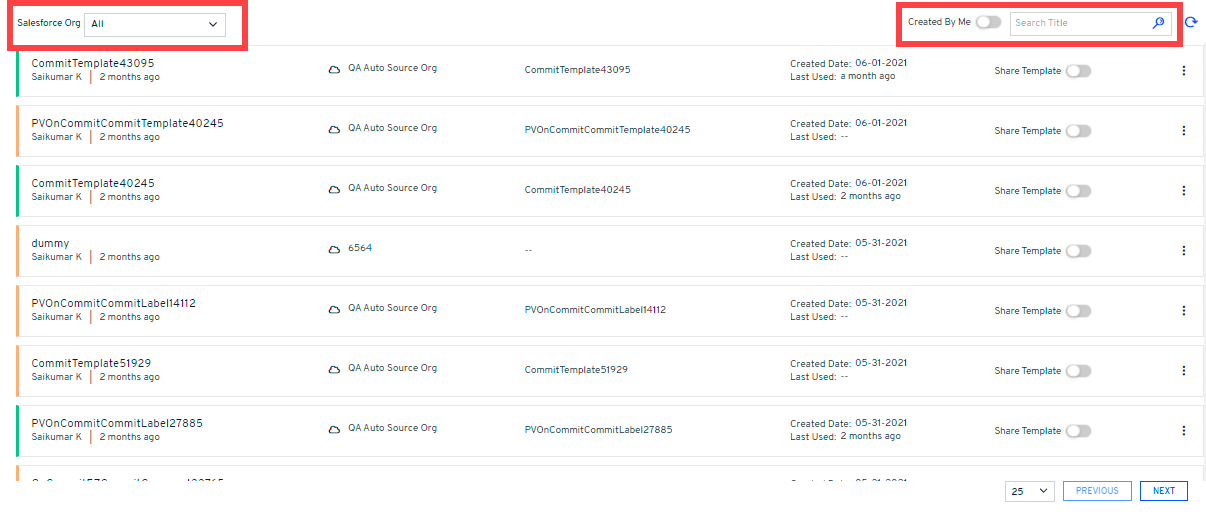 Salesforce Org All Created By Me Search Title
CommitTemplate43095 QA Auto Source Org CommitTemplate43095 Created Date: 06-01-2021 Share Template
Saikumar K 2 months ago Last Used: a month ago
PVOnCommitCommitTemplate40245 QA Auto Source Org PVOnCommitCommitTemplate40245 Created Date: 06-01-2021 Share Template
Saikumar K 2 months ago Last Used: --
CommitTemplate40245 QA Auto Source Org CommitTemplate40245 Created Date: 06-01-2021 Share Template
Saikumar K 2 months ago Last Used: 2 months ago
dummy 6564 -- Created Date: 05-31-2021 Share Template
Saikumar K 2 months ago Last Used: --
PVOnCommitCommitLabel14112 QA Auto Source Org PVOnCommitCommitLabel14112 Created Date: 05-31-2021 Share Template
Saikumar K 2 months ago Last Used: --
CommitTemplate51929 QA Auto Source Org CommitTemplate51929 Created Date: 05-31-2021 Share Template
Saikumar K 2 months ago Last Used: --
PVOnCommitCommitLabel27885 QA Auto Source Org PVOnCommitCommitLabel27885 Created Date: 05-31-2021 Share Template
Saikumar K 2 months ago Last Used: 2 months ago
25 PREVIOUS NEXT